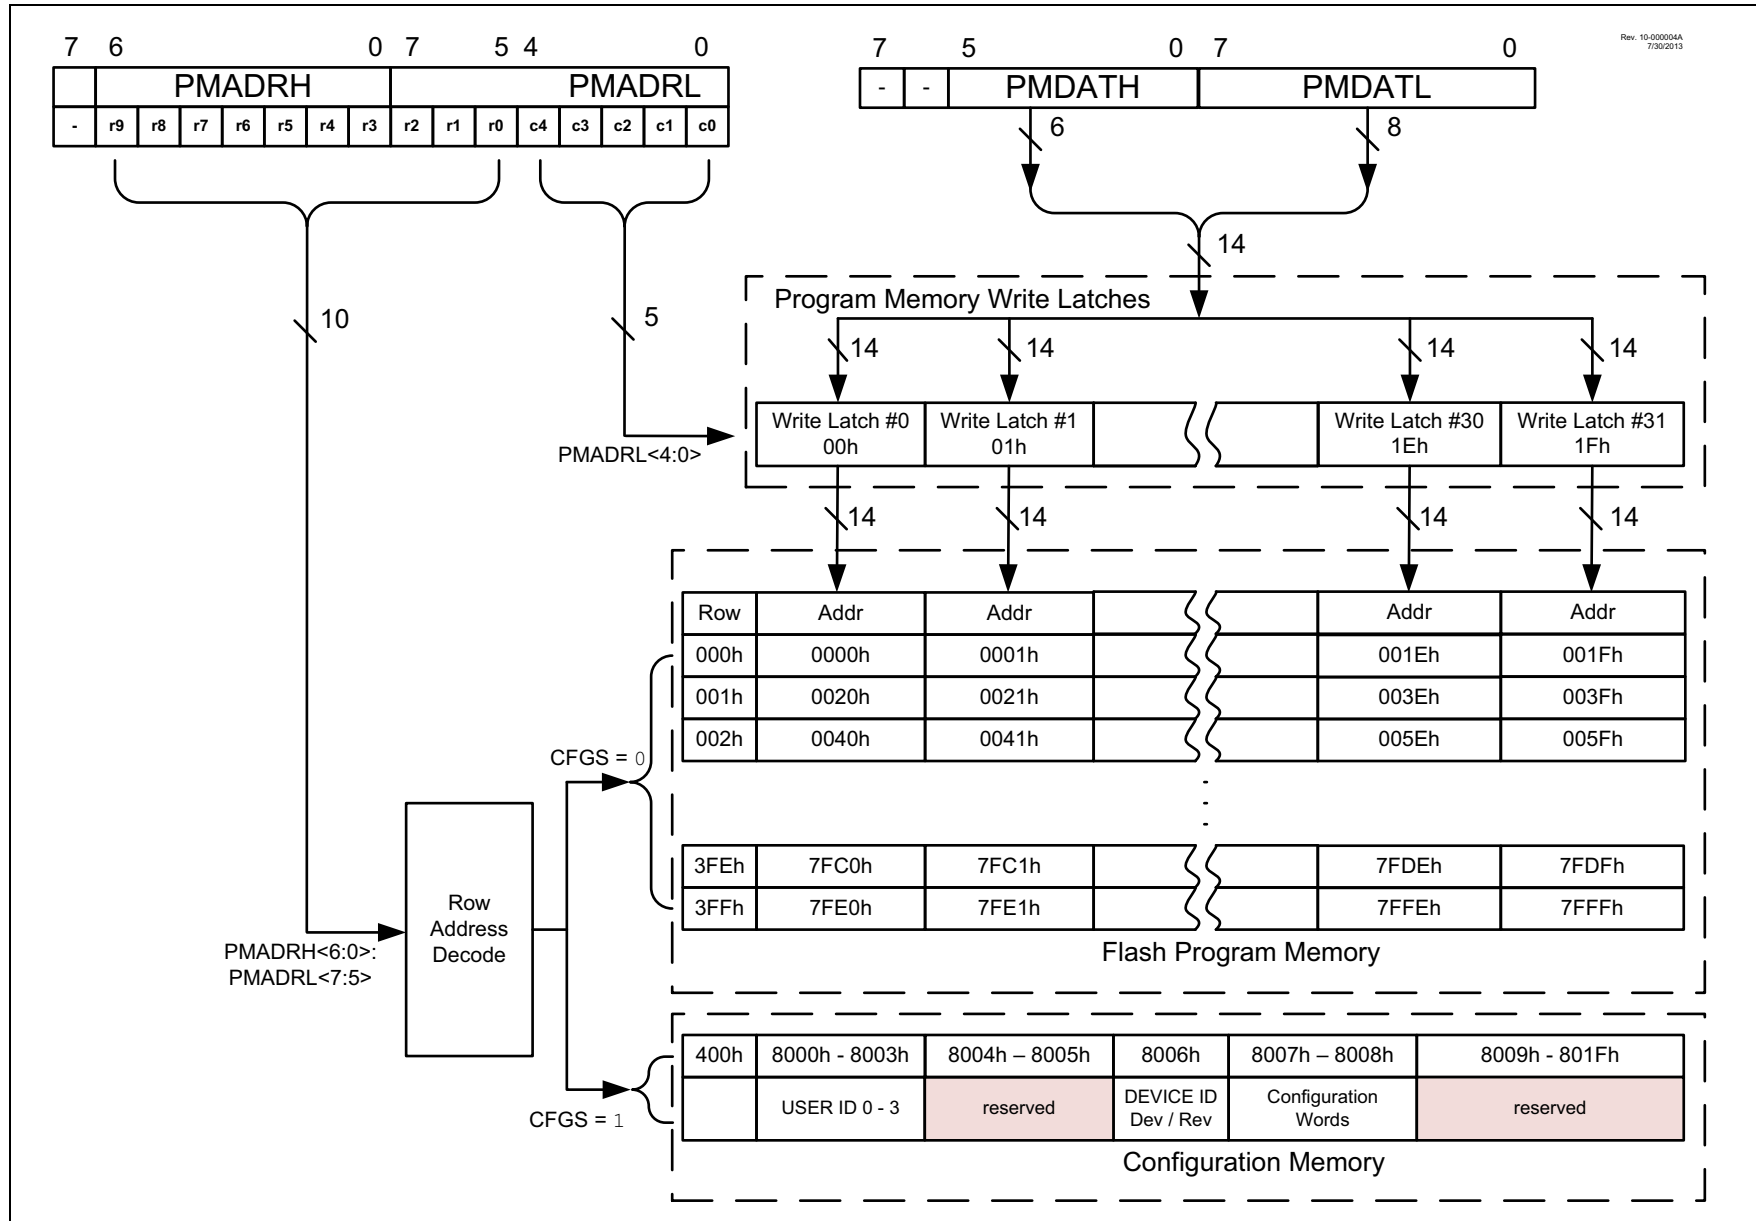 7 6 0 7 5 4 0
7 5 0 7 0
Rev. 10-000004A
7/30/2013
PMADRH PMADRL
- r9 r8 r7 r6 r5 r4 r3 r2 r1 r0 c4 c3 c2 c1 c0
- - PMDATH PMDATL
6 8
14
10
5
Program Memory Write Latches
14 14 14 14
Write Latch #0 Write Latch #1 Write Latch #30 Write Latch #31
00h 01h 1Eh 1Fh
PMADRL<4:0>
14 14 14 14
Row Addr Addr Addr Addr
000h 0000h 0001h 001Eh 001Fh
001h 0020h 0021h 003Eh 003Fh
002h 0040h 0041h 005Eh 005Fh
CFGS = 0
3FEh 7FC0h 7FC1h 7FDEh 7FDFh
3FFh 7FE0h 7FE1h 7FFEh 7FFFh
Flash Program Memory
Row
Address
Decode
PMADRH<6:0>:
PMADRL<7:5>
400h 8000h - 8003h 8004h – 8005h 8006h 8007h – 8008h 8009h - 801Fh
USER ID 0 - 3 reserved DEVICE ID Configuration reserved
Dev / Rev Words
CFGS = 1
Configuration Memory